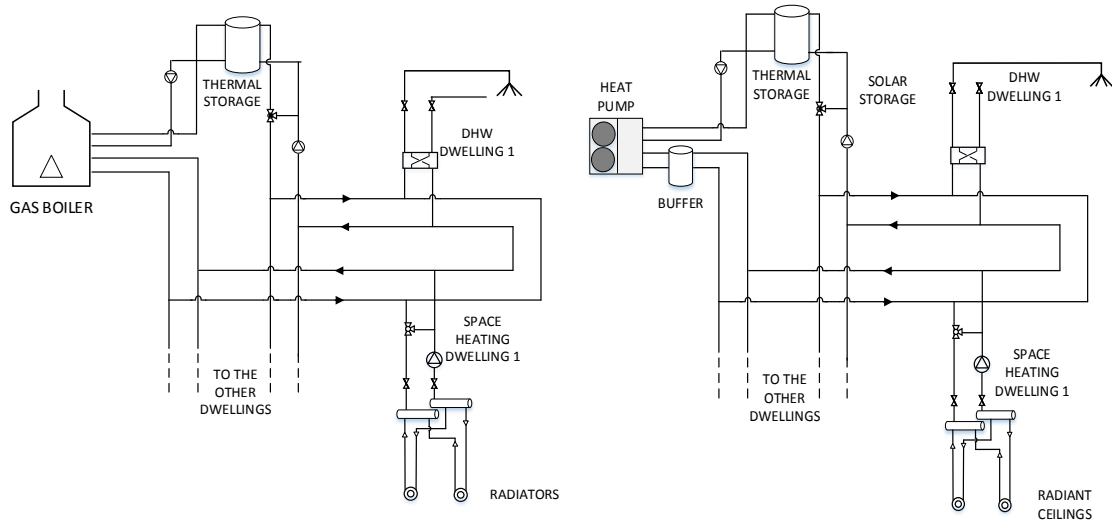 THERMAL
STORAGE
DHW
DWELLING 1
GAS BOILER
SPACE
HEATING
DWELLING 1
TO THE
OTHER
DWELLINGS
RADIATORS
HEAT
PUMP
THERMAL
STORAGE
SOLAR
STORAGE
DHW
DWELLING 1
BUFFER
SPACE
HEATING
DWELLING 1
TO THE
OTHER
DWELLINGS
RADIANT
CEILINGS